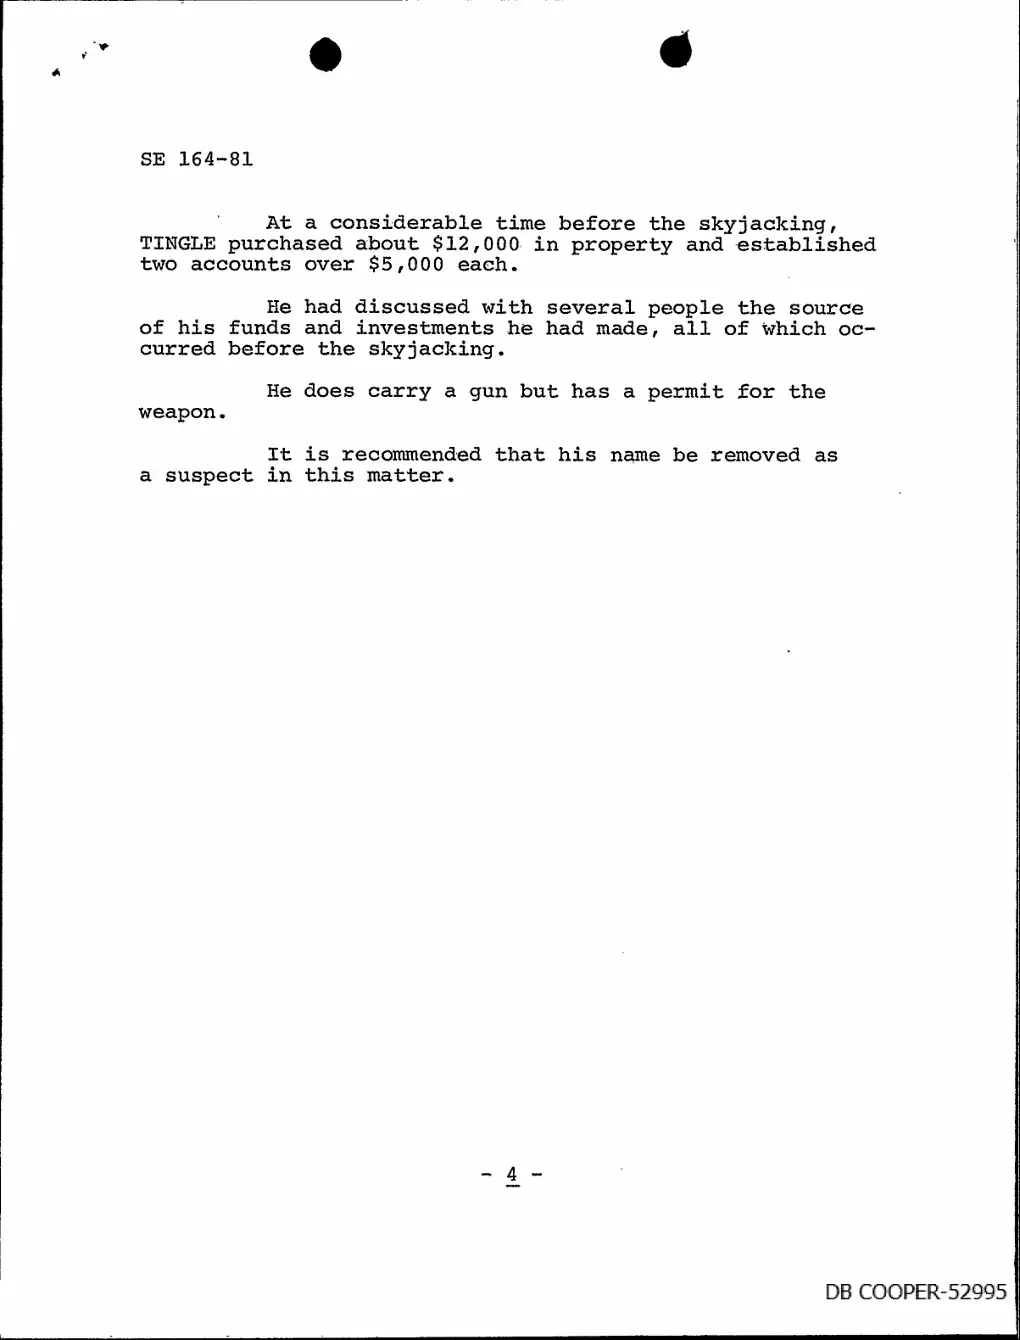 SE 164-81
At a considerable time before the skyjacking,
TINGLE purchased about $12,000 in property and established
two accounts over $5,000 each.
He had discussed with several people the source
of his funds and investments he had made, all of which oc-
curred before the skyjacking.
He does carry a gun but has a permit for the
weapon.
It is recommended that his name be removed as
a suspect in this matter.
- 4 -
DB COOPER-52995